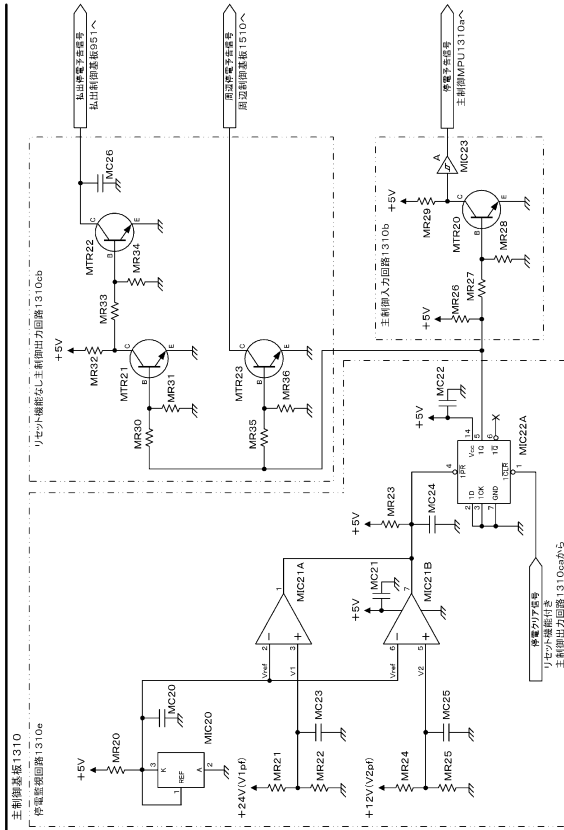 主制御基板1310
停電監視回路1310e
+5V
MR20
3
K
REF
1
A
2
MIC20
MC20
+24V(V1pf)
MR21
MR22
MC23
Vref
2
V1
3
−
+
1
MIC21A
+12V(V2pf)
MR24
MR25
MC25
Vref
6
V2
5
−
+
7
MIC21B
+5V
MC21
+5V
MR23
MC24
停電クリア信号
リセット機能付き
主制御出力回路1310caから
+5V
MC22
4
1PR
2
1D
3
1CK
7
GND
1CLR
1
14
Vcc
5
1Q
6
1Q
MIC22A
リセット機能なし主制御出力回路1310cb
MR30
MR31
MTR21
B
C
E
+5V
MR32
MR33
MR34
MTR22
B
C
E
MC26
MR35
MR36
MTR23
B
C
E
主制御入力回路1310b
+5V
MR26
MR27
MR28
MTR20
B
C
E
+5V
MR29
A
MIC23
払出停電予告信号
払出制御基板951へ
周辺停電予告信号
周辺制御基板1510へ
停電予告信号
主制御MPU1310aへ